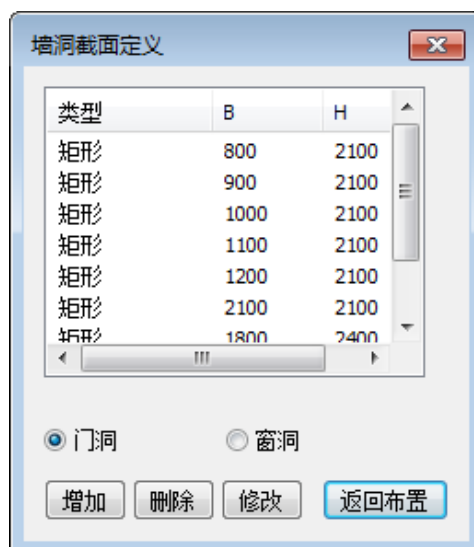 墙洞截面定义
类型 B H
矩形 800 2100
矩形 900 2100
矩形 1000 2100
矩形 1100 2100
矩形 1200 2100
矩形 2100 2100
矩形 1800 2400
门洞 窗洞
增加 删除 修改 返回布置